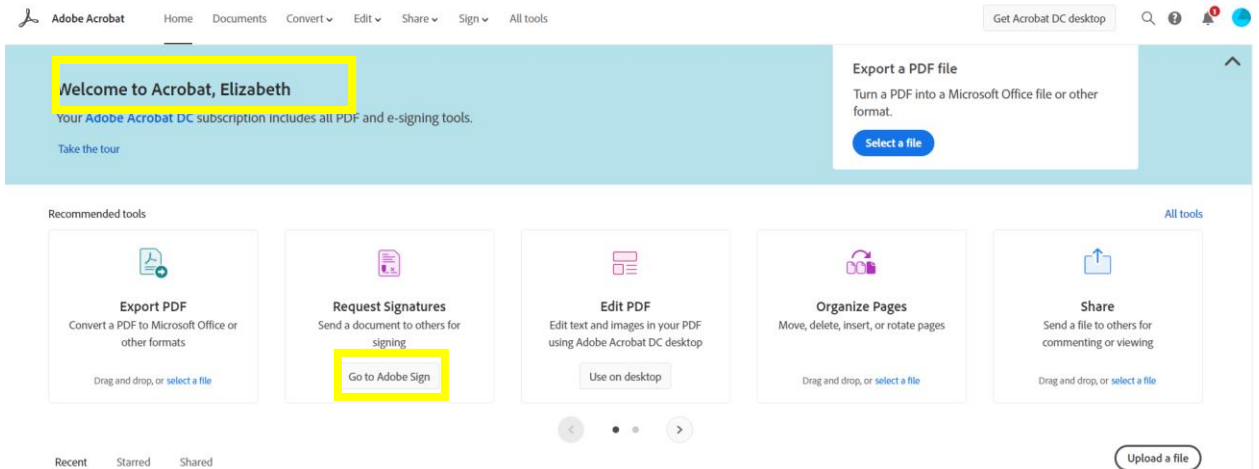 Adobe Acrobat Home Documents Convert Edit Share Sign All tools Get Acrobat DC desktop 1
Welcome to Acrobat, Elizabeth
Your Adobe Acrobat DC subscription includes all PDF and e-signing tools.
Take the tour
Export a PDF file
Turn a PDF into a Microsoft Office file or other
format.
Select a file
Recommended tools All tools
Export PDF
Convert a PDF to Microsoft Office or
other formats
Drag and drop, or select a file
Request Signatures
Send a document to others for
signing
Go to Adobe Sign
Edit PDF
Edit text and images in your PDF
using Adobe Acrobat DC desktop
Use on desktop
Organize Pages
Move, delete, insert, or rotate pages
Drag and drop, or select a file
Share
Send a file to others for
commenting or viewing
Drag and drop, or select a file
Recent Starred Shared Upload a file